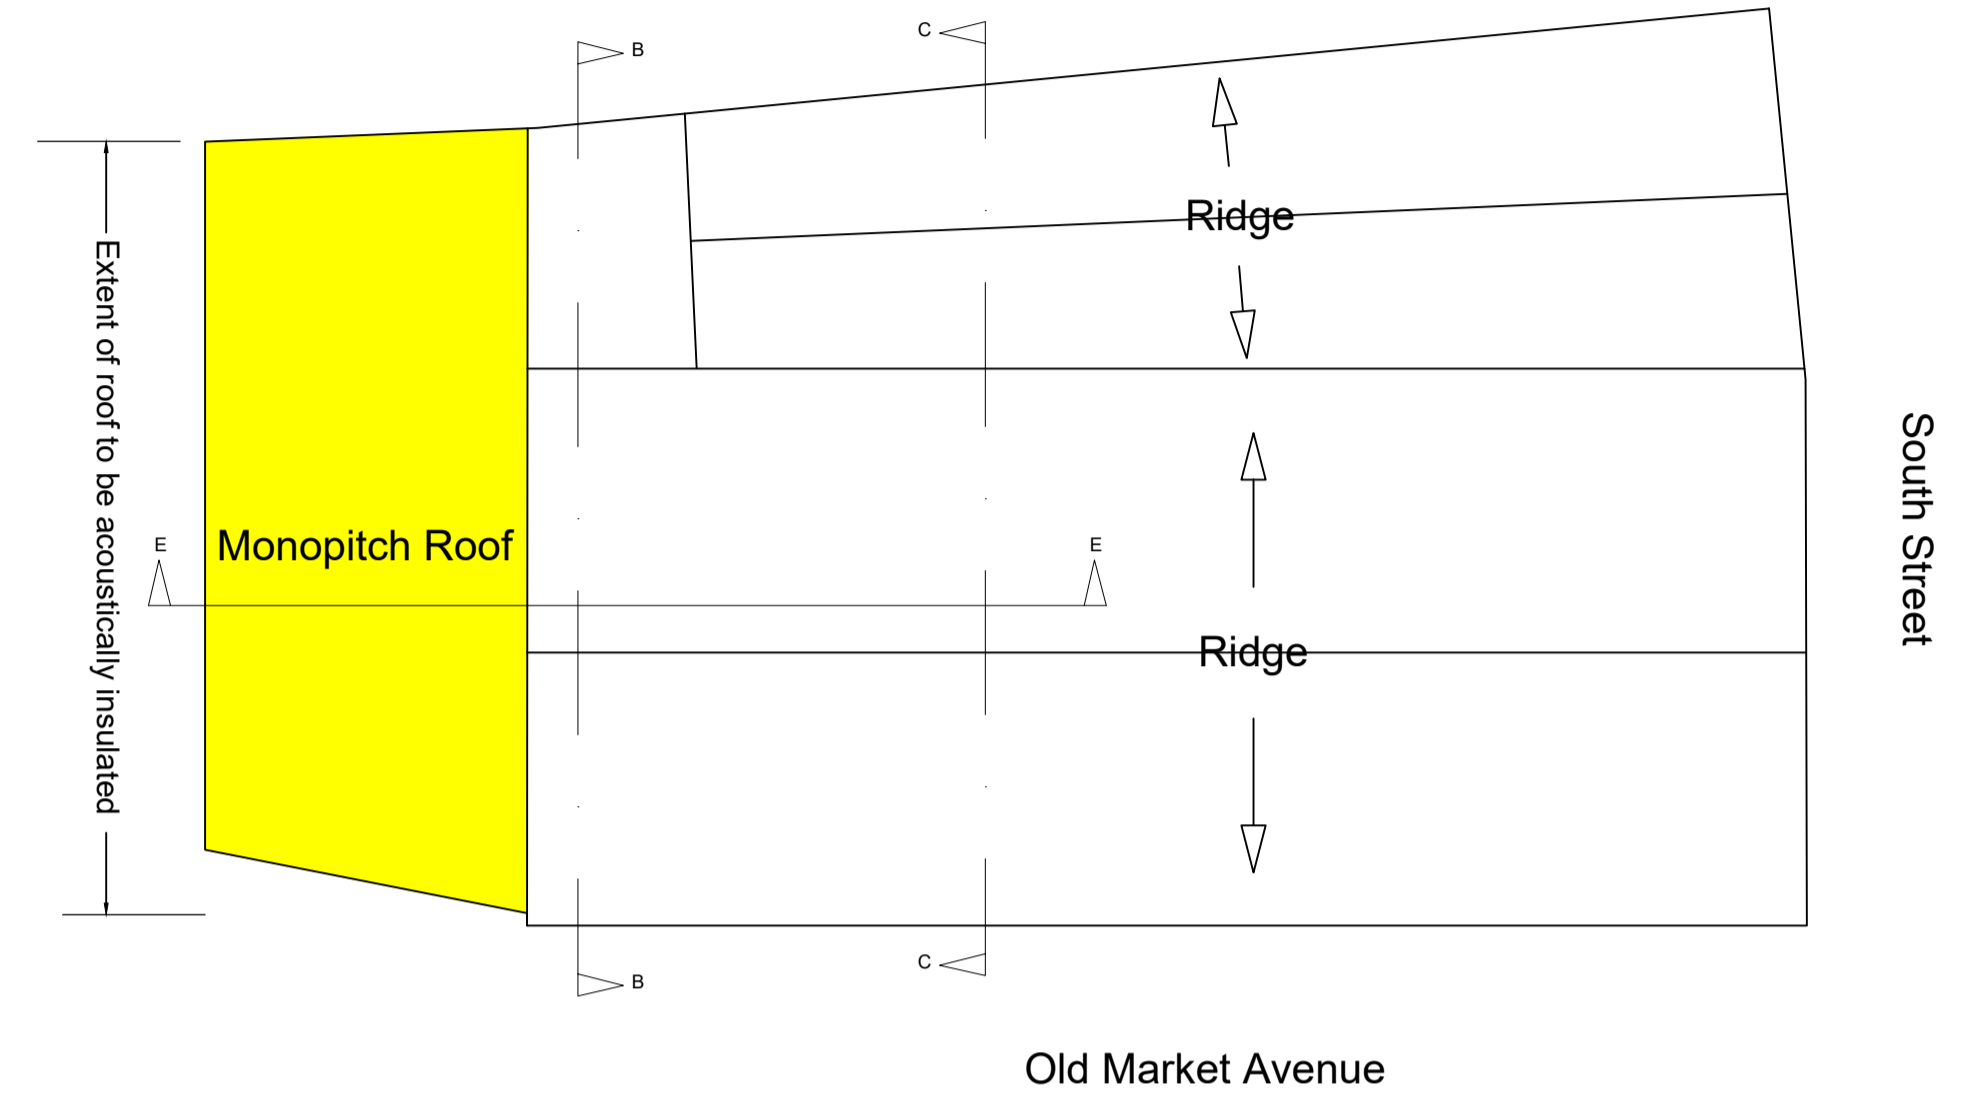 C
B
Ridge
Extent of roof to be acoustically insulated
South Street
Monopitch Roof
E
E
Ridge
C
B
Old Market Avenue